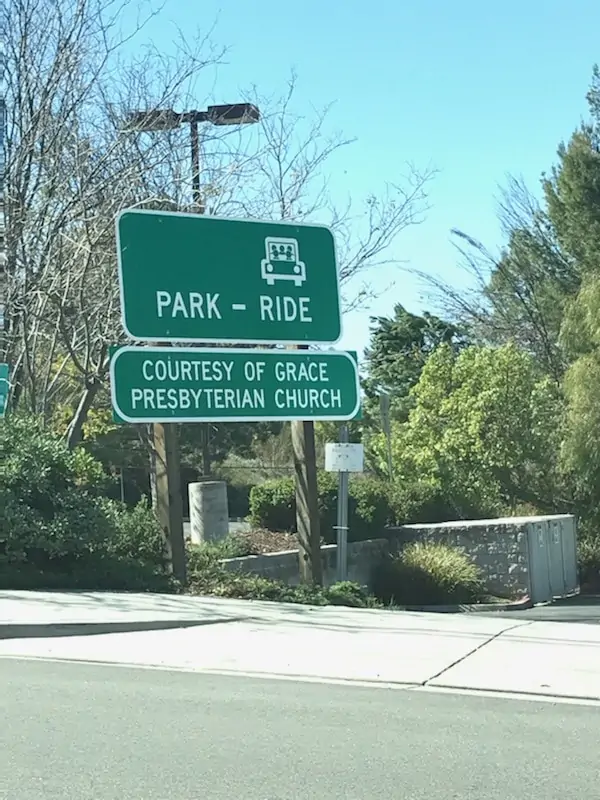 PARK - RIDE
COURTESY OF GRACE
PRESBYTERIAN CHURCH